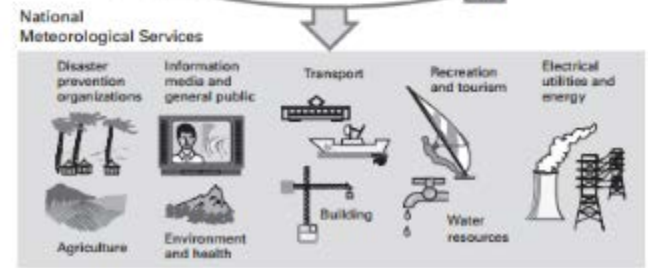 National
Meteorological Services
Disaster
prevention
organizations
Information
media and
general public
Transport
Recreation
and tourism
Electrical
utilities and
energy
Agriculture
Environment
and health
Building
Water
resources